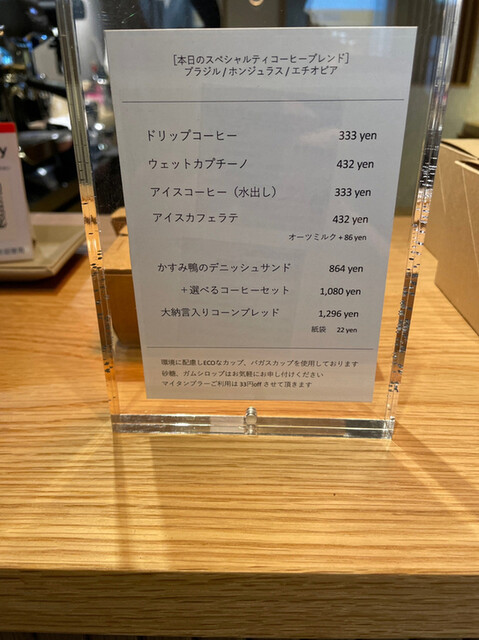 [本日のスペシャルティコーヒーブレンド]
ブラジル/ホンジュラス/エチオピア
ドリップコーヒー 333 yen
ウェットカプチーノ 432 yen
アイスコーヒー（水出し） 333 yen
アイスカフェラテ 432 yen
オーツミルク+86 yen
かすみ鴨のデニッシュサンド 864 yen
+選べるコーヒーセット 1,080 yen
大納言入りコーンブレッド 1,296 yen
紙袋 22 yen
環境に配慮しECOなカップ、バガスカップを使用しております
砂糖、ガムシロップはお気軽にお申し付けください
マイタンブラーご利用は33円off させて頂きます